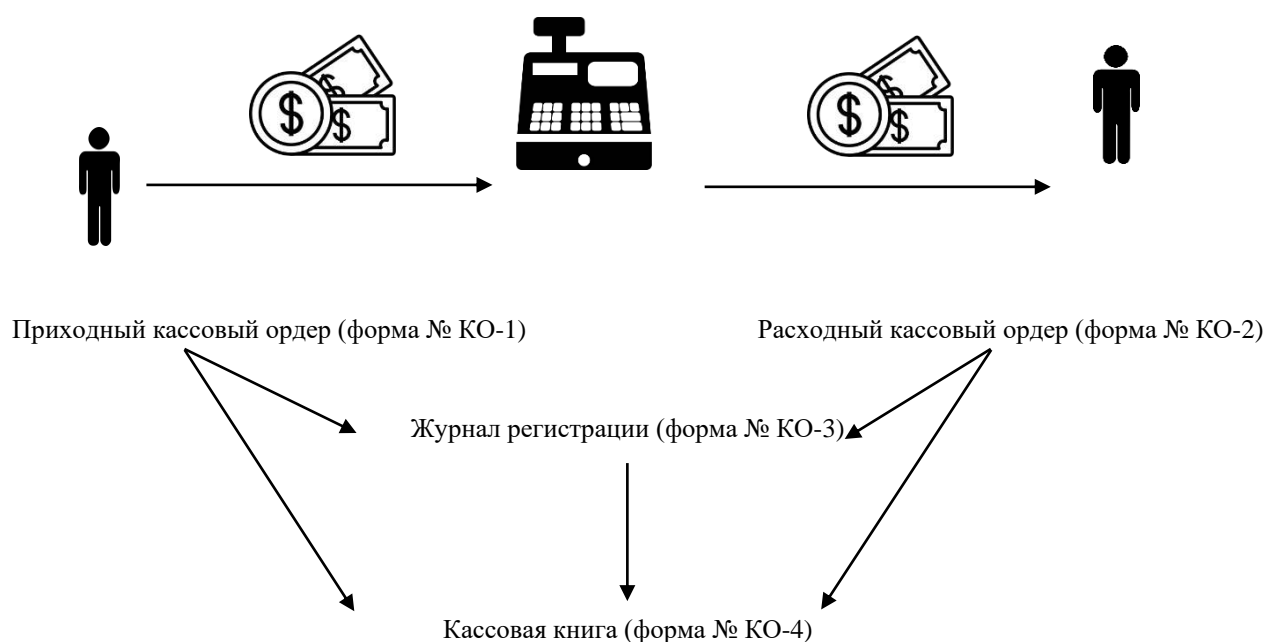 $
$
$
$
Приходный кассовый ордер (форма № КО-1)
Расходный кассовый ордер (форма № КО-2)
Журнал регистрации (форма № КО-3)
Кассовая книга (форма № КО-4)